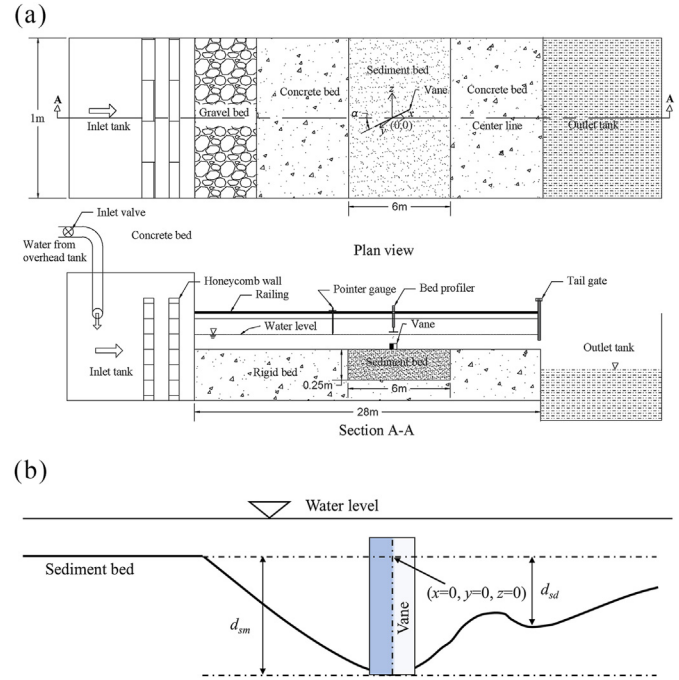 (a)
Sediment bed
Concrete bed
Vane
Concrete bed
A
A
z
x
α
y
(0,0)
1m
Gravel bed
Inlet tank
Center line
Outlet tank
6m
Inlet valve
Concrete bed
Water from
overhead tank
Plan view
Honeycomb wall
Railing
Pointer gauge
Bed profiler
Tail gate
Water level
Vane
Outlet tank
Inlet tank
Rigid bed
Sediment bed
0.25m
6m
28m
Section A-A
(b)
Water level
Sediment bed
(x=0, y=0, z=0)
dsm
Vane
dsd